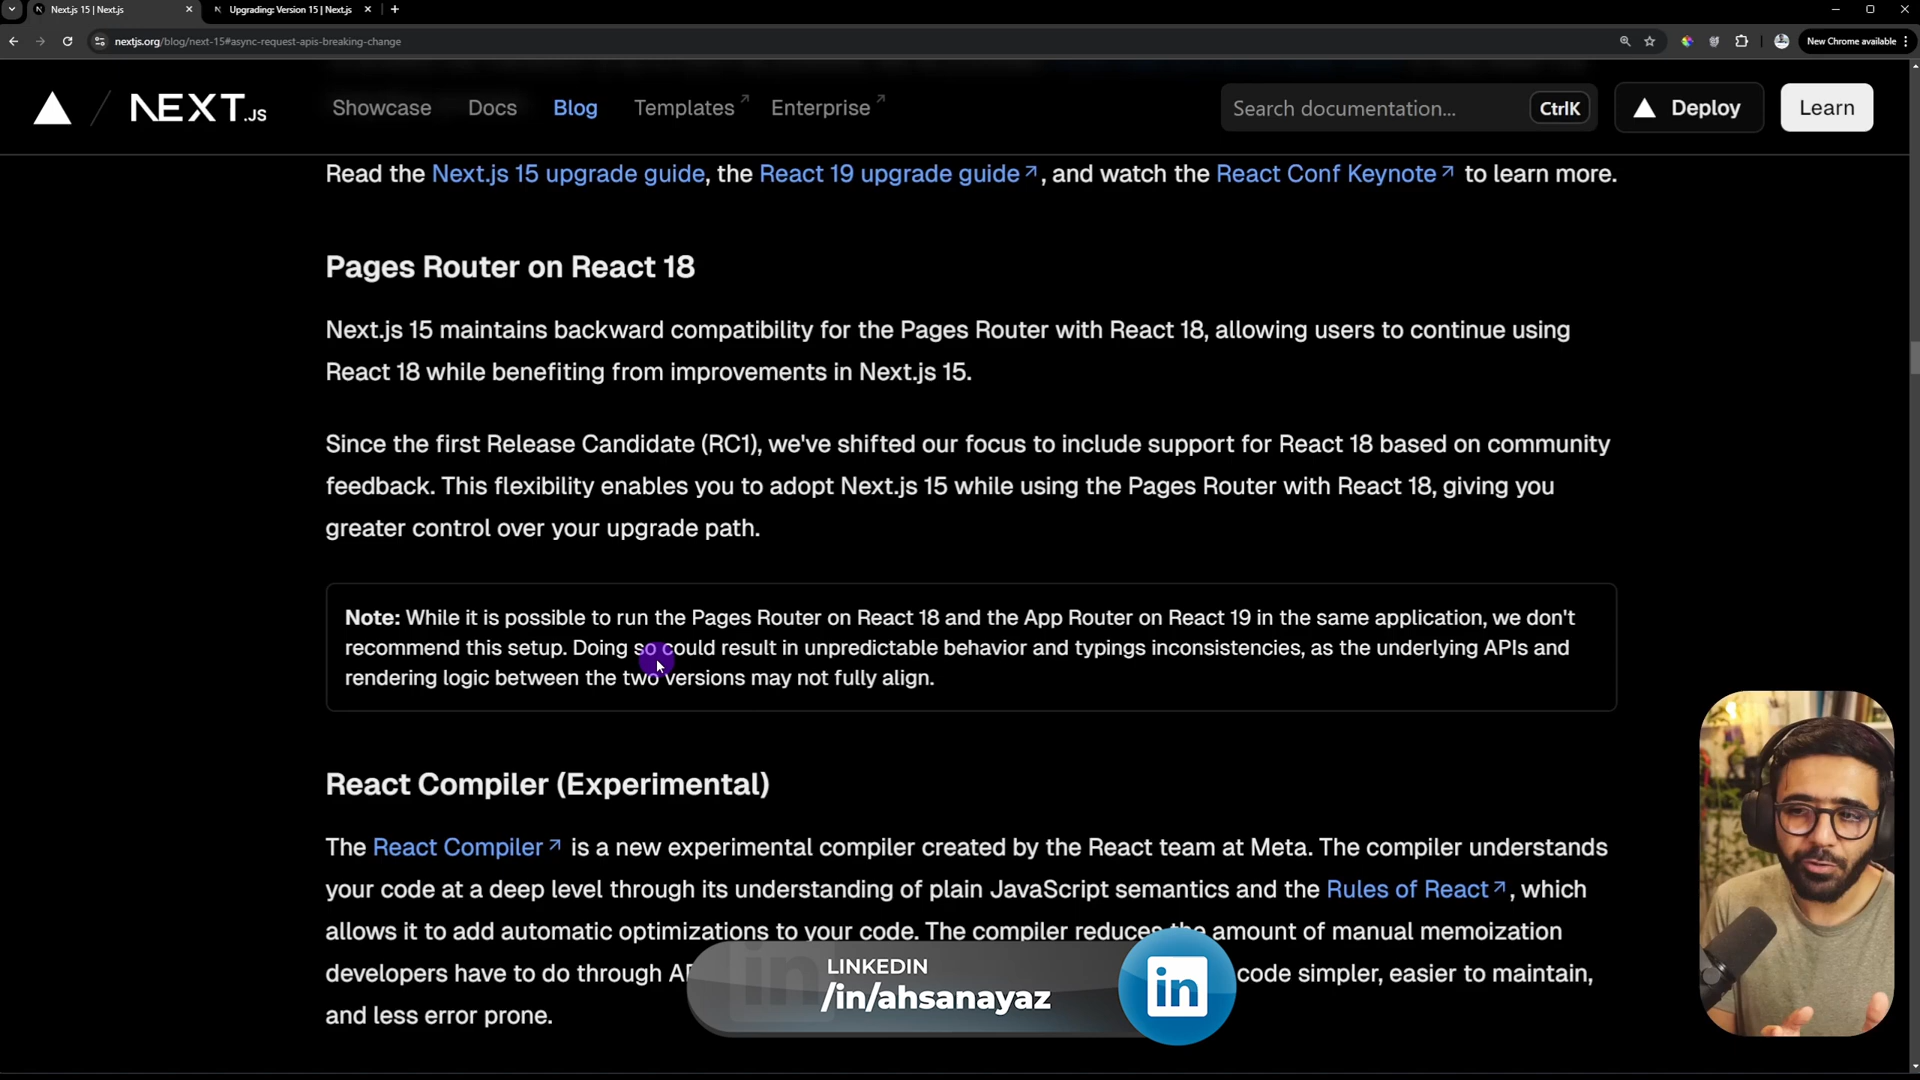 Next.js 15 | Next.js
Upgrading: Version 15 | Next.js
nextjs.org/blog/next-15#async-request-apis-breaking-change
New Chrome available
NEXT.JS
Showcase
Docs
Blog
Templates
Enterprise
Search documentation...
CtrlK
Deploy
Learn
Read the Next.js 15 upgrade guide, the React 19 upgrade guide, and watch the React Conf Keynote to learn more.
Pages Router on React 18
Next.js 15 maintains backward compatibility for the Pages Router with React 18, allowing users to continue using
React 18 while benefiting from improvements in Next.js 15.
Since the first Release Candidate (RC1), we've shifted our focus to include support for React 18 based on community
feedback. This flexibility enables you to adopt Next.js 15 while using the Pages Router with React 18, giving you
greater control over your upgrade path.
Note: While it is possible to run the Pages Router on React 18 and the App Router on React 19 in the same application, we don't
recommend this setup. Doing so could result in unpredictable behavior and typings inconsistencies, as the underlying APIs and
rendering logic between the two versions may not fully align.
React Compiler (Experimental)
The React Compiler is a new experimental compiler created by the React team at Meta. The compiler understands
your code at a deep level through its understanding of plain JavaScript semantics and the Rules of React, which
allows it to add automatic optimizations to your code. The compiler reduces the amount of manual memoization
developers have to do through code simpler, easier to maintain,
and less error prone.
LINKEDIN
/in/ahsanayaz
in